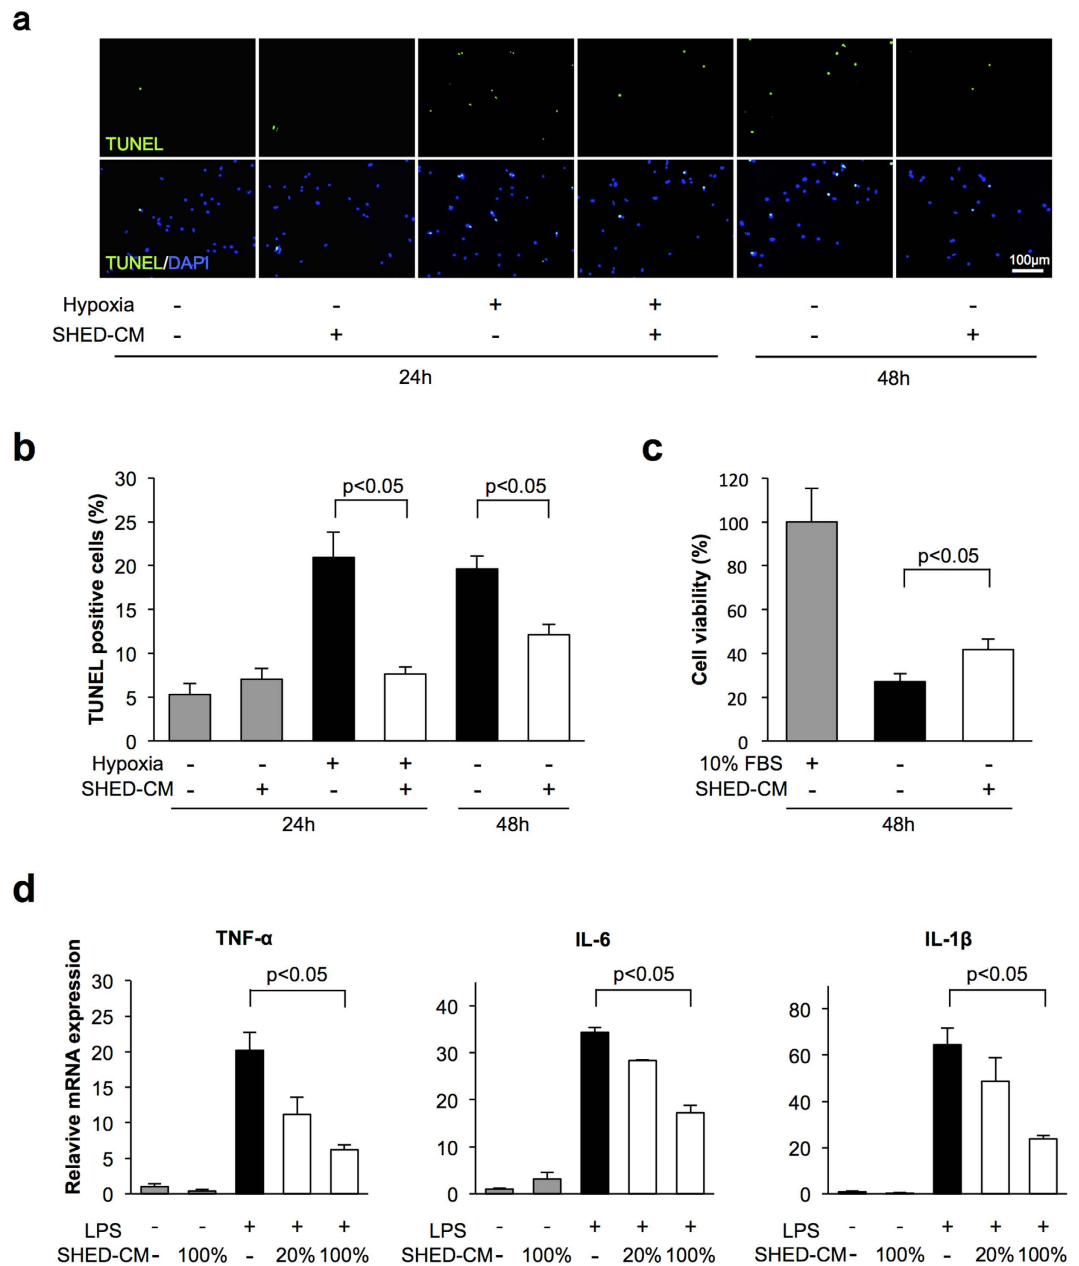 a
TUNEL
TUNEL/DAPI
100µm
Hypoxia - - + + - -
SHED-CM - + - + - +
24h 48h
b
TUNEL positive cells (%)
30
25
20
15
10
5
0
p<0.05 p<0.05
Hypoxia - - + + - -
SHED-CM - + - + - +
24h 48h
c
Cell viability (%)
120
100
80
60
40
20
0
p<0.05
10% FBS + - -
SHED-CM - - +
48h
d
Relavive mRNA expression
TNF-α
30
25
20
15
10
5
0
p<0.05
LPS - - + + +
SHED-CM - 100% - 20% 100%
IL-6
40
30
20
10
0
p<0.05
LPS - - + + +
SHED-CM - 100% - 20% 100%
IL-1β
80
60
40
20
0
p<0.05
LPS - - + + +
SHED-CM - 100% - 20% 100%